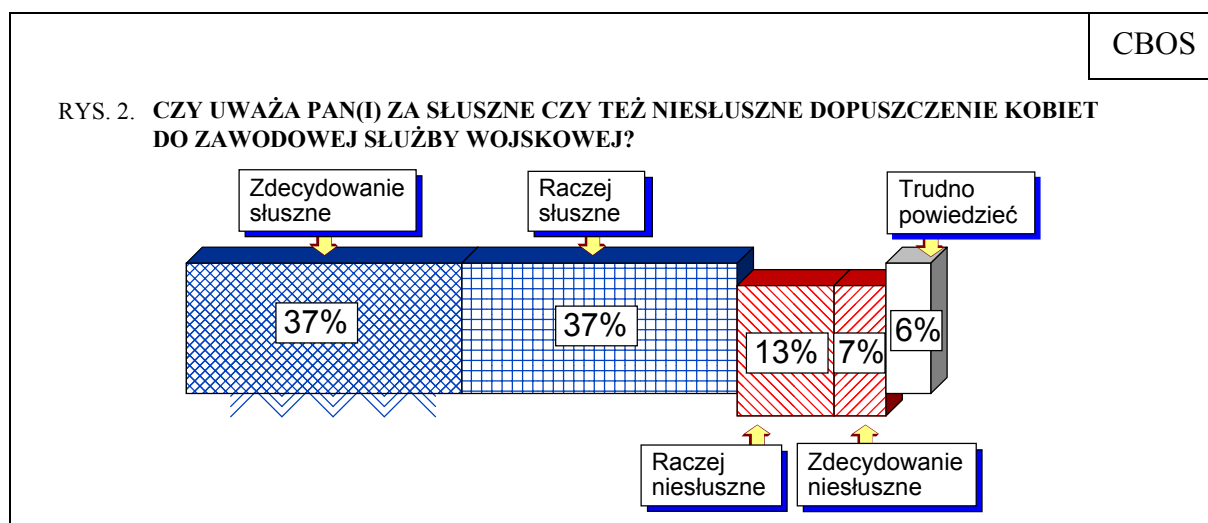 CBOS
RYS. 2. CZY UWAŻA PAN(I) ZA SŁUSZNE CZY TEŻ NIESŁUSZNE DOPUSZCZENIE KOBIET
DO ZAWODOWEJ SŁUŻBY WOJSKOWEJ?
Zdecydowanie
słuszne
Raczej
słuszne
Trudno
powiedzieć
37%
37%
13%
7%
6%
Raczej
niesłuszne
Zdecydowanie
niesłuszne